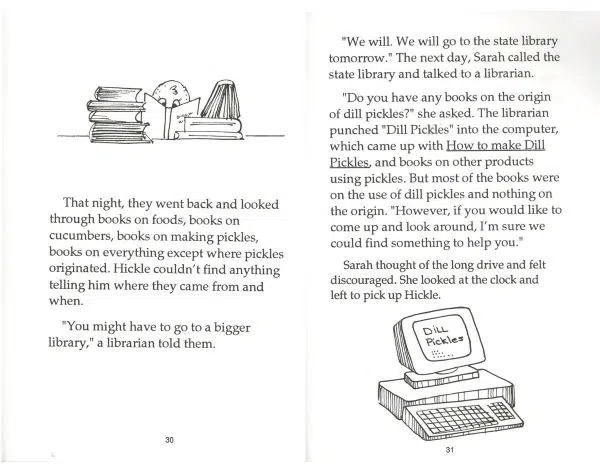 That night, they went back and looked
through books on foods, books on
cucumbers, books on making pickles,
books on everything except where pickles
originated. Hickle couldn't find anything
telling him where they came from and
when.
"You might have to go to a bigger
library," a librarian told them.
30
"We will. We will go to the state library
tomorrow." The next day, Sarah called the
state library and talked to a librarian.
"Do you have any books on the origin
of dill pickles?" she asked. The librarian
punched "Dill Pickles" into the computer,
which came up with How to make Dill
Pickles, and books on other products
using pickles. But most of the books were
on the use of dill pickles and nothing on
the origin. "However, if you would like to
come up and look around, I'm sure we
could find something to help you."
Sarah thought of the long drive and felt
discouraged. She looked at the clock and
left to pick up Hickle.
DiLL
Pickles
31